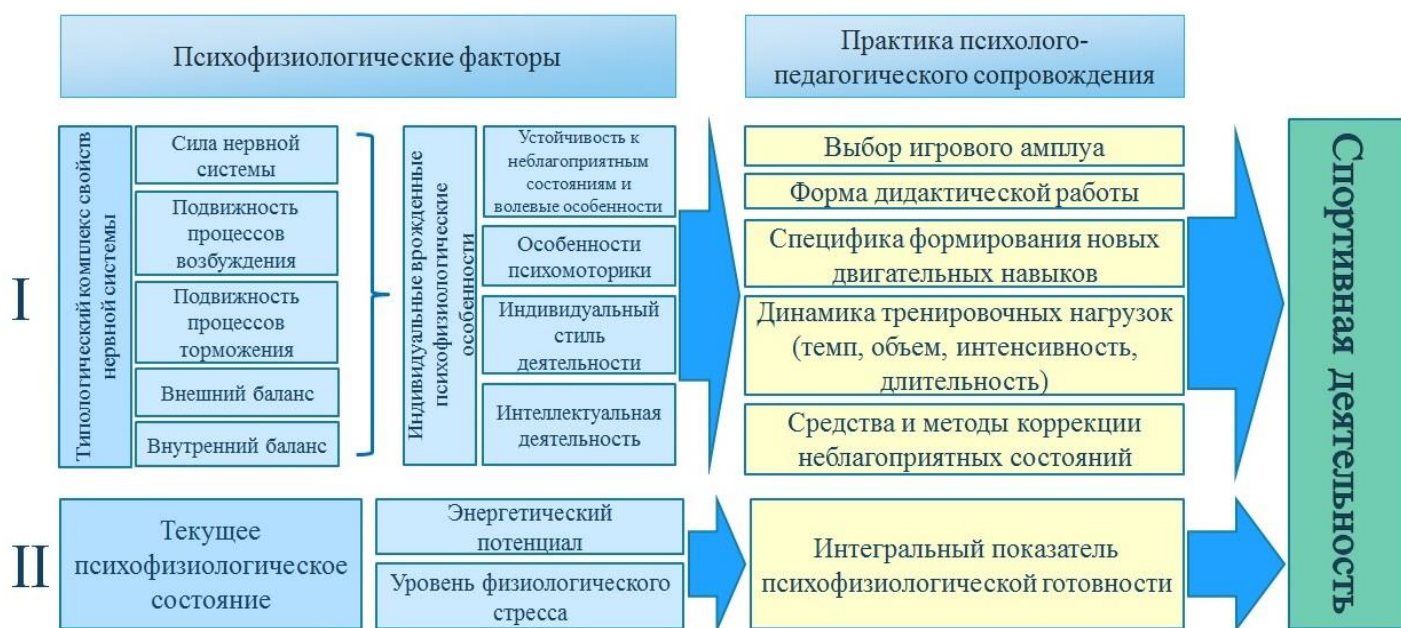 Психофизиологические факторы
Практика психолого-
педагогического сопровождения
I
Типологический комплекс свойств
нервной системы
Сила нервной
системы
Подвижность
процессов
возбуждения
Подвижность
процессов
торможения
Внешний баланс
Внутренний баланс
Индивидуальные врожденные
психофизиологические
особенности
Устойчивость к
неблагоприятным
состояниям и
волевые особенности
Особенности
психомоторики
Индивидуальный
стиль
деятельности
Интеллектуальная
деятельность
Выбор игрового амплуа
Форма дидактической работы
Специфика формирования новых
двигательных навыков
Динамика тренировочных нагрузок
(темп, объем, интенсивность,
длительность)
Средства и методы коррекции
неблагоприятных состояний
II
Текущее
психофизиологическое
состояние
Энергетический
потенциал
Уровень физиологического
стресса
Интегральный показатель
психофизиологической готовности
Спортивная деятельность